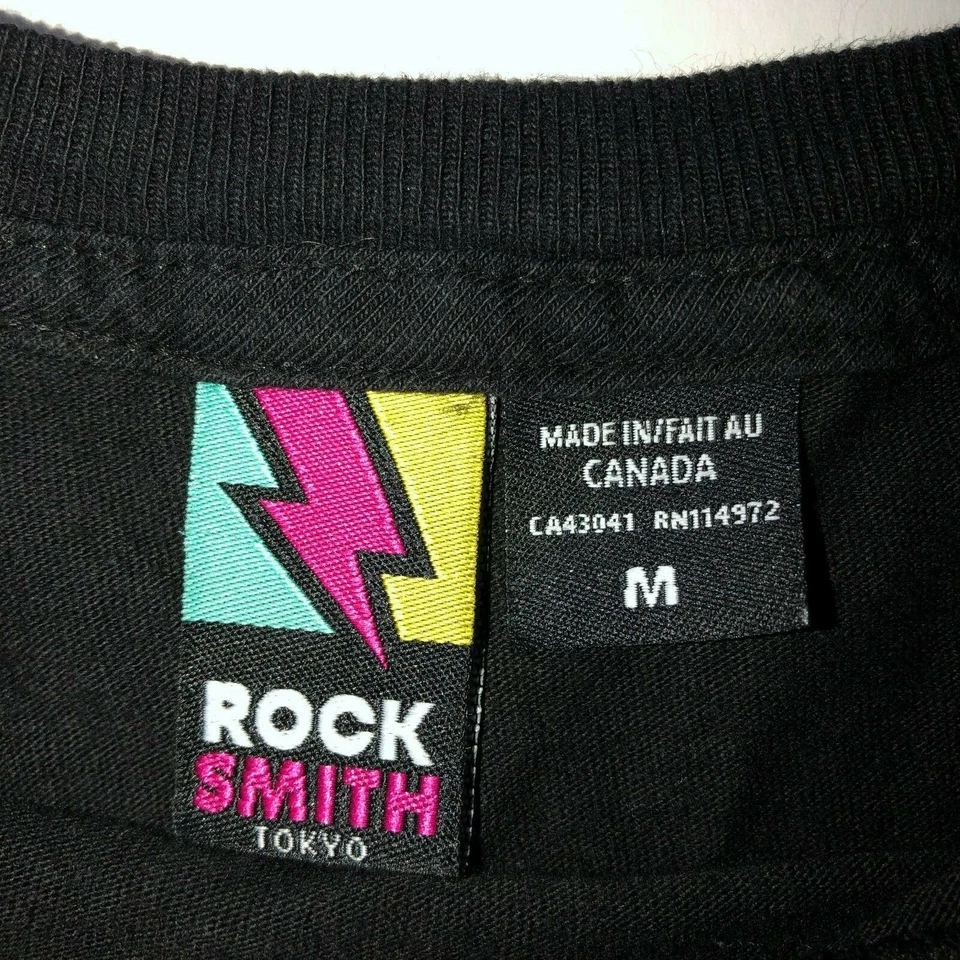 ROCK
SMITH
TOKYO
MADE IN/FAIT AU
CANADA
CA43041 RN114972
M